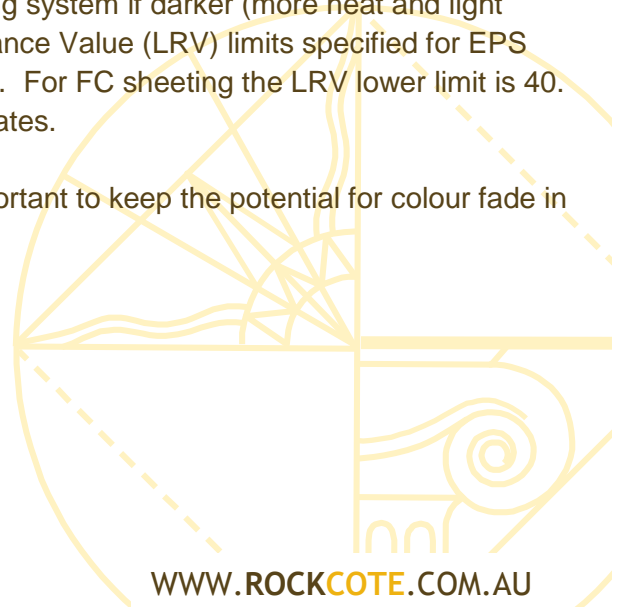 ng system if darker (more heat and light
ance Value (LRV) limits specified for EPS
. For FC sheeting the LRV lower limit is 40.
ates.
ortant to keep the potential for colour fade in
WWW.ROCKCOTE.COM.AU